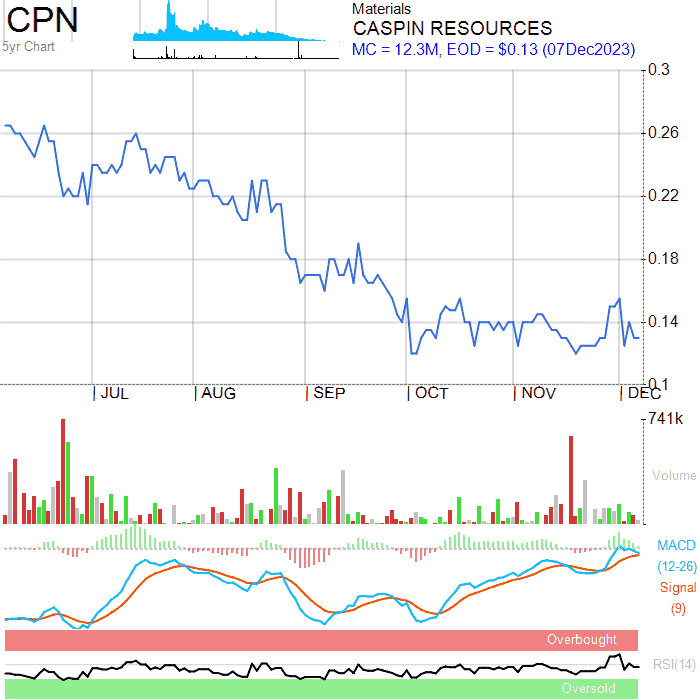 CPN
5yr Chart
Materials
CASPIN RESOURCES
MC = 12.3M, EOD = $0.13 (07Dec2023)
0.3
0.26
0.22
0.18
0.14
0.1
JUL
AUG
SEP
OCT
NOV
DEC
741k
Volume
MACD
(12-26)
Signal
(9)
Overbought
RSI(14)
Oversold